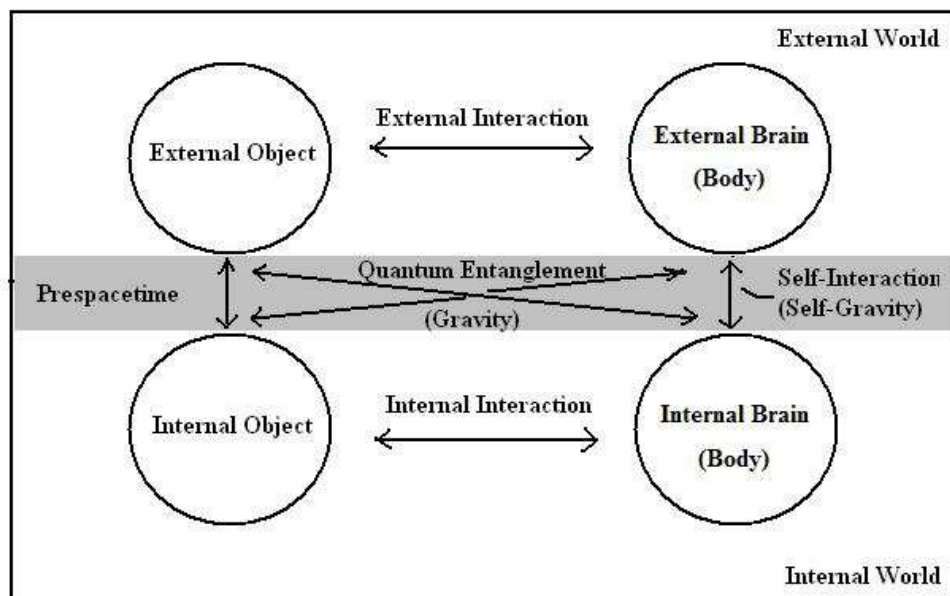 External World
External Interaction
External Object
External Brain
(Body)
Quantum Entanglement
Prespacetime
Self-Interaction
(Self-Gravity)
(Gravity)
Internal Interaction
Internal Object
Internal Brain
(Body)
Internal World